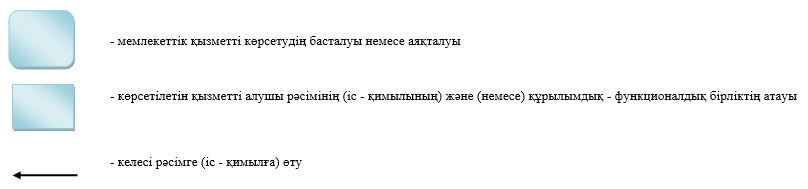 - мемлекеттік қызметті көрсетудің басталуы немесе аяқталуы
- көрсетілетін қызметті алушы рәсімінің (іс - қимылының) және (немесе) құрылымдық - функционалдық бірліктің атауы
- келесі рәсімге (іс - қимылға) өту